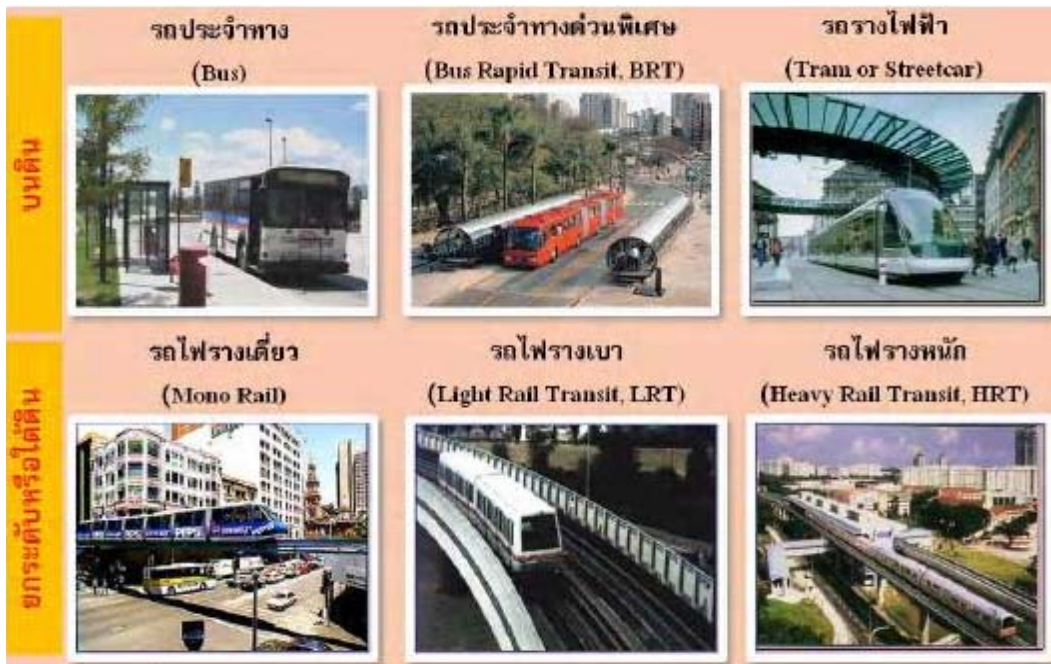 บนดิน
รถประจำทาง
(Bus)
รถประจำทางด่วนพิเศษ
(Bus Rapid Transit, BRT)
รถรางไฟฟ้า
(Tram or Streetcar)
ยกระดับหรือใต้ดิน
รถไฟรางเดี่ยว
(Mono Rail)
PEPSI
รถไฟรางเบา
(Light Rail Transit, LRT)
รถไฟรางหนัก
(Heavy Rail Transit, HRT)